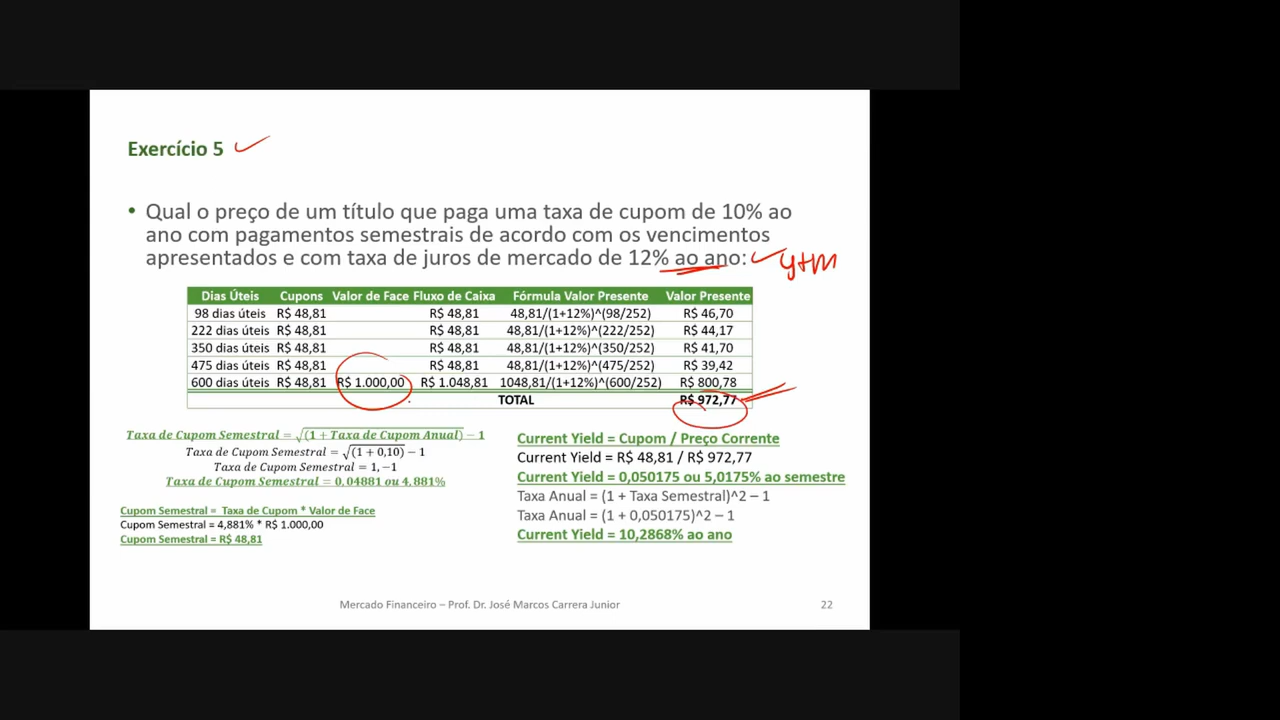 Exercício 5
• Qual o preço de um título que paga uma taxa de cupom de 10% ao
ano com pagamentos semestrais de acordo com os vencimentos
apresentados e com taxa de juros de mercado de 12% ao ano: ytm
Dias Úteis Cupons Valor de Face Fluxo de Caixa Fórmula Valor Presente Valor Presente
98 dias úteis R$ 48,81 R$ 48,81 48,81/(1+12%)^(98/252) R$ 46,70
222 dias úteis R$ 48,81 R$ 48,81 48,81/(1+12%)^(222/252) R$ 44,17
350 dias úteis R$ 48,81 R$ 48,81 48,81/(1+12%)^(350/252) R$ 41,70
475 dias úteis R$ 48,81 R$ 48,81 48,81/(1+12%)^(475/252) R$ 39,42
600 dias úteis R$ 48,81 R$ 1.000,00 R$ 1.048,81 1048,81/(1+12%)^(600/252) R$ 800,78
TOTAL R$ 972,77
Taxa de Cupom Semestral = √(1 + Taxa de Cupom Anual) − 1
Taxa de Cupom Semestral = √(1 + 0,10) − 1
Taxa de Cupom Semestral = 1, −1
Taxa de Cupom Semestral = 0,04881 ou 4,881%
Cupom Semestral = Taxa de Cupom * Valor de Face
Cupom Semestral = 4,881% * R$ 1.000,00
Cupom Semestral = R$ 48,81
Current Yield = Cupom / Preço Corrente
Current Yield = R$ 48,81 / R$ 972,77
Current Yield = 0,050175 ou 5,0175% ao semestre
Taxa Anual = (1 + Taxa Semestral)^2 – 1
Taxa Anual = (1 + 0,050175)^2 – 1
Current Yield = 10,2868% ao ano
Mercado Financeiro – Prof. Dr. José Marcos Carrera Junior 22